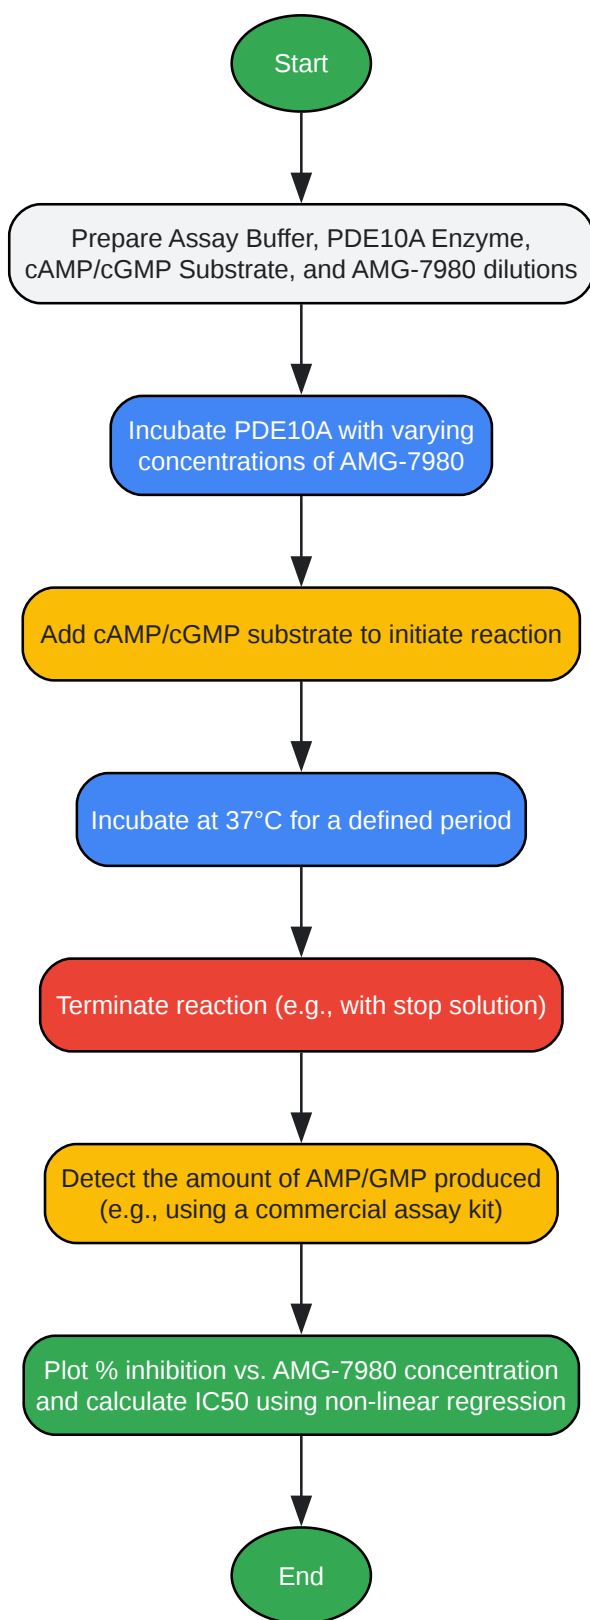 Start
Prepare Assay Buffer, PDE10A Enzyme,
cAMP/cGMP Substrate, and AMG-7980 dilutions
Incubate PDE10A with varying
concentrations of AMG-7980
Add cAMP/cGMP substrate to initiate reaction
Incubate at 37°C for a defined period
Terminate reaction (e.g., with stop solution)
Detect the amount of AMP/GMP produced
(e.g., using a commercial assay kit)
Plot % inhibition vs. AMG-7980 concentration
and calculate IC50 using non-linear regression
End